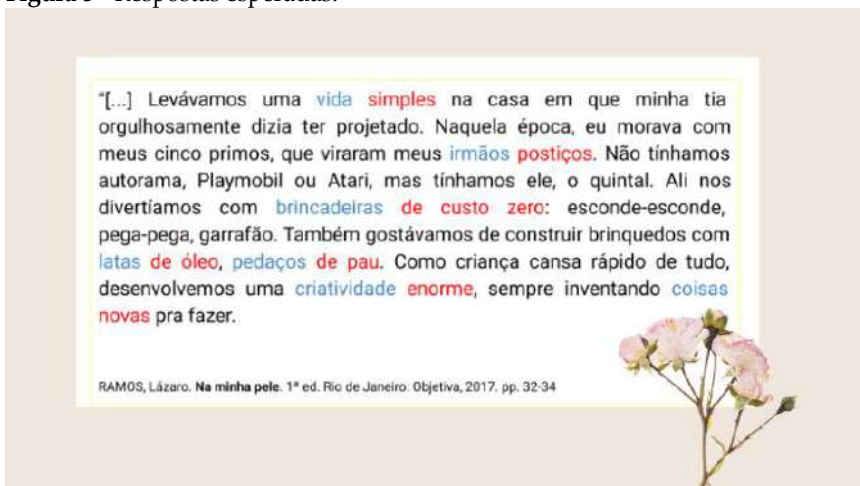 "[...] Levávamos uma vida simples na casa em que minha tia
orgulhosamente dizia ter projetado. Naquela época, eu morava com
meus cinco primos, que viraram meus irmãos postiços. Não tínhamos
autorama, Playmobil ou Atari, mas tínhamos ele, o quintal. Ali nos
divertíamos com brincadeiras de custo zero: esconde-esconde,
pega-pega, garrafão. Também gostávamos de construir brinquedos com
latas de óleo, pedaços de pau. Como criança cansa rápido de tudo,
desenvolvemos uma criatividade enorme, sempre inventando coisas
novas pra fazer.
RAMOS, Lázaro. Na minha pele. 1ª ed. Rio de Janeiro: Objetiva, 2017. pp. 32-34